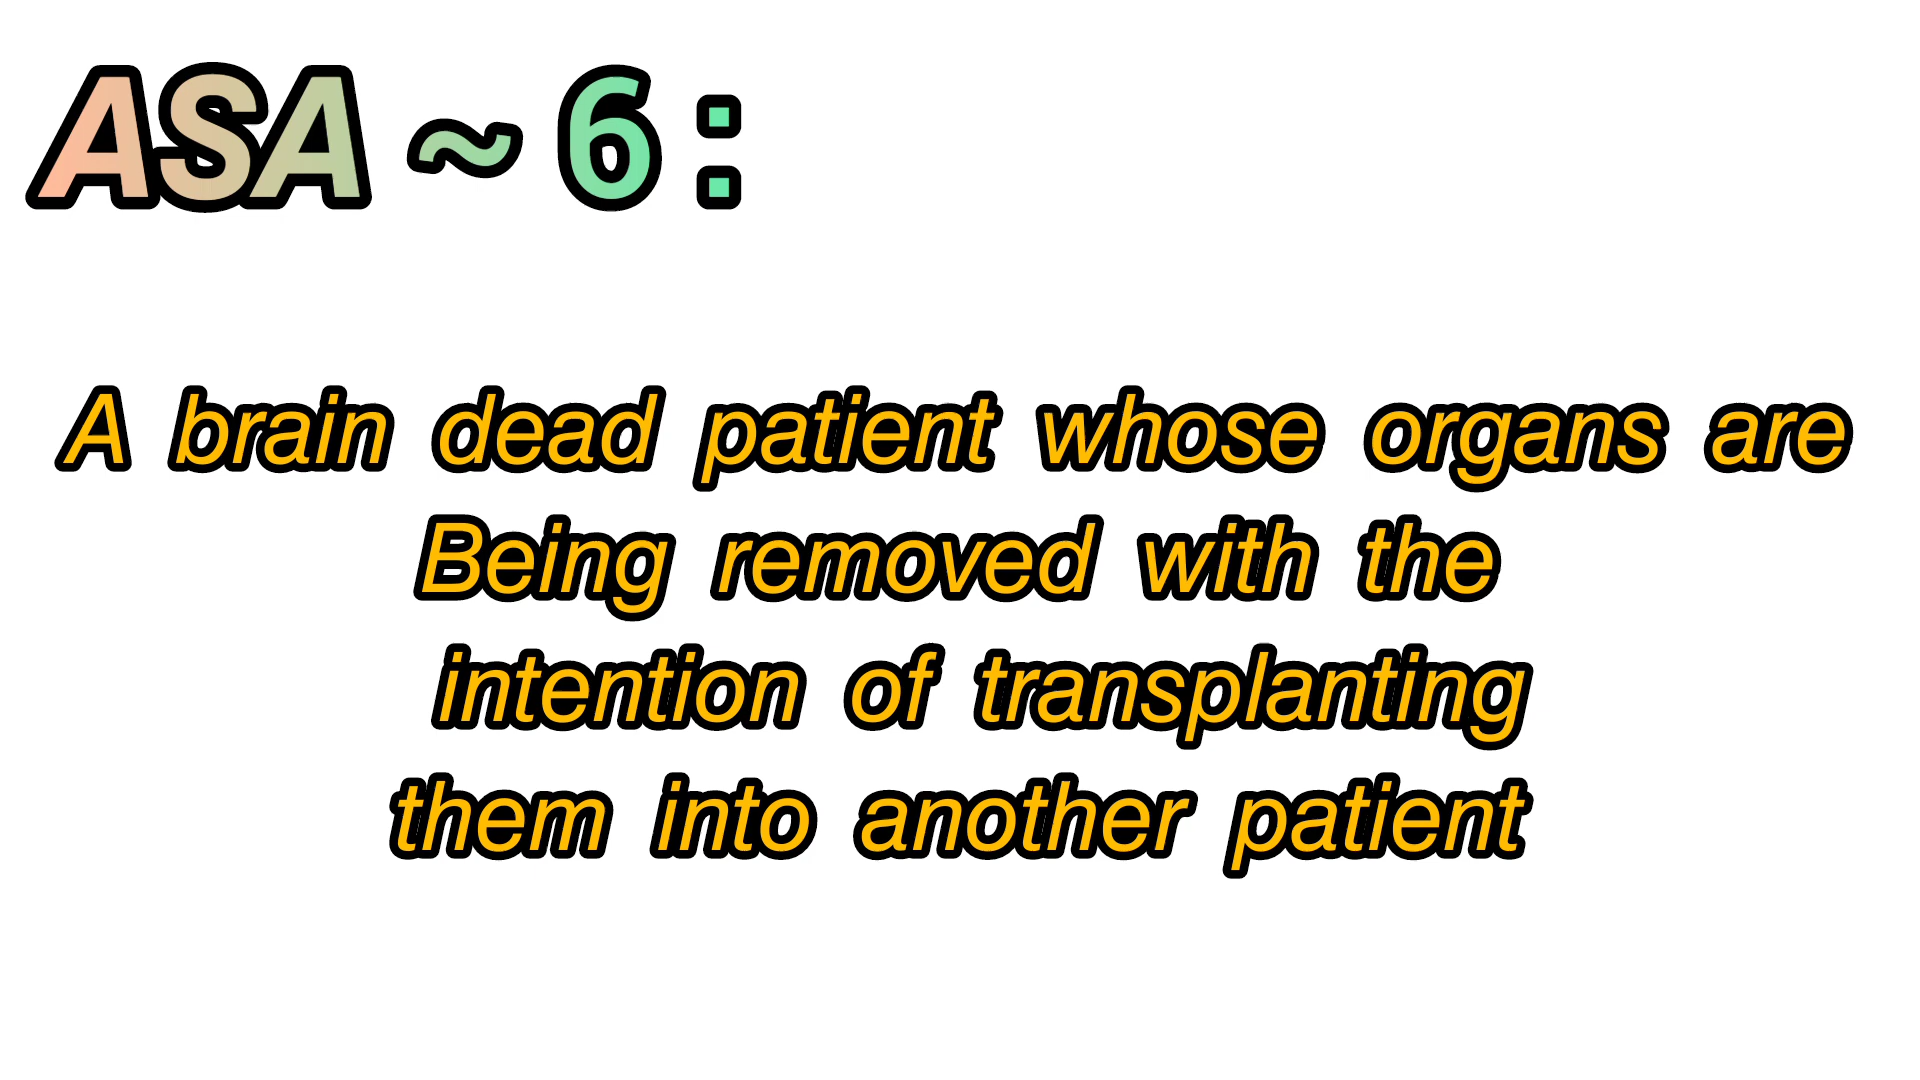 ASA ~ 6 :
A brain dead patient whose organs are
Being removed with the
intention of transplanting
them into another patient